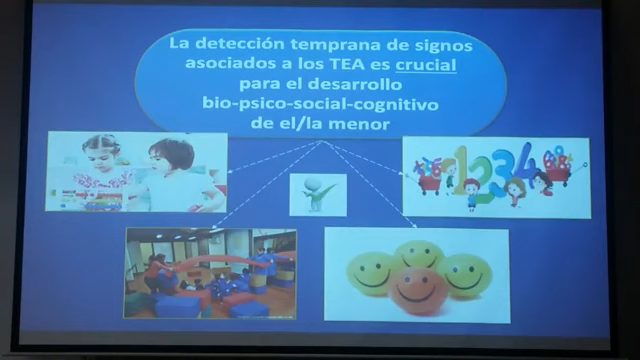 La detección temprana de signos
asociados a los TEA es crucial
para el desarrollo
bio-psico-social-cognitivo
de el/la menor
1234